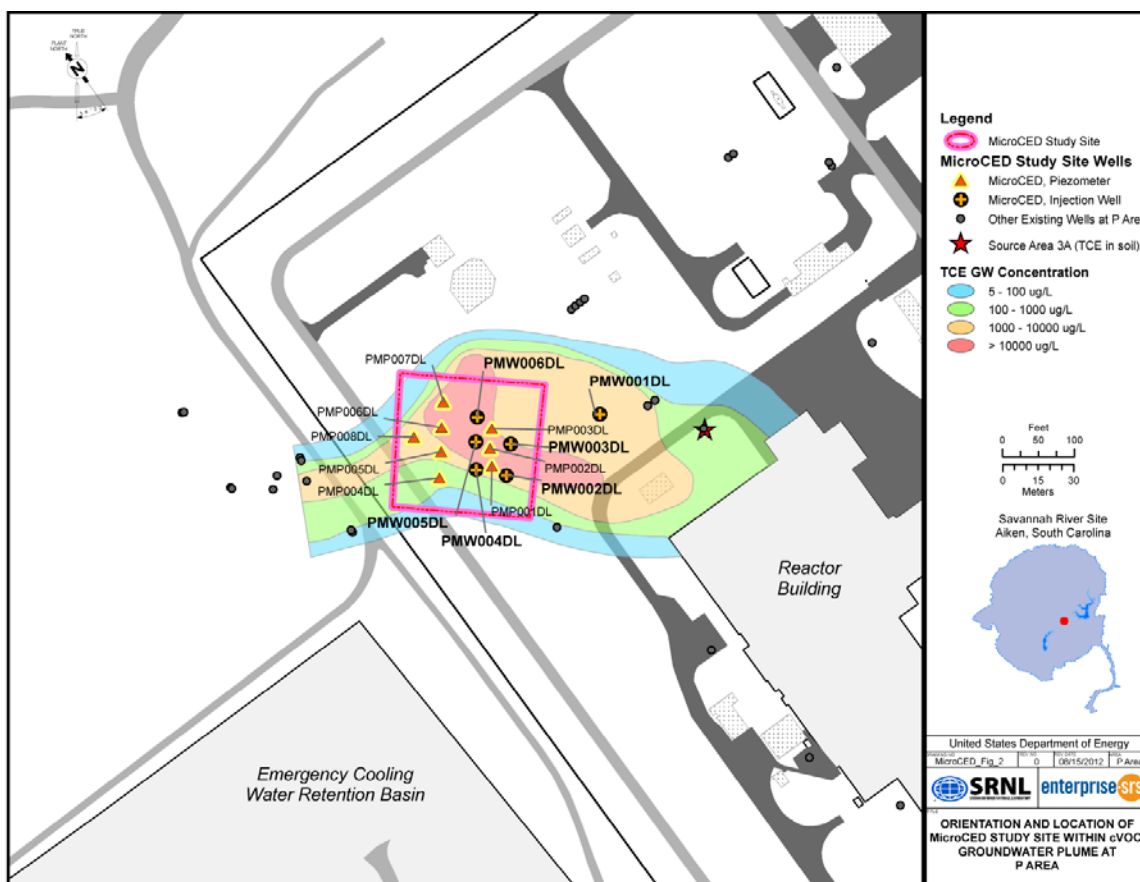 TRUE
NORTH
PLANT
NORTH
N
PMP007DL
PMW006DL
PMW001DL
PMP006DL
PMP003DL
PMP008DL
PMW003DL
PMP005DL
PMP002DL
PMP004DL
PMW002DL
PMP001DL
PMW005DL
PMW004DL
Reactor
Building
Emergency Cooling
Water Retention Basin
Legend
MicroCED Study Site
MicroCED Study Site Wells
MicroCED, Piezometer
MicroCED, Injection Well
Other Existing Wells at P Area
Source Area 3A (TCE in soil)
TCE GW Concentration
5 - 100 ug/L
100 - 1000 ug/L
1000 - 10000 ug/L
> 10000 ug/L
Feet
0 50 100
0 15 30
Meters
Savannah River Site
Aiken, South Carolina
United States Department of Energy
MicroCED_Fig_2 0 08/15/2012 P Area
SRNL enterprise·srs
ORIENTATION AND LOCATION OF
MicroCED STUDY SITE WITHIN cVOC
GROUNDWATER PLUME AT
P AREA